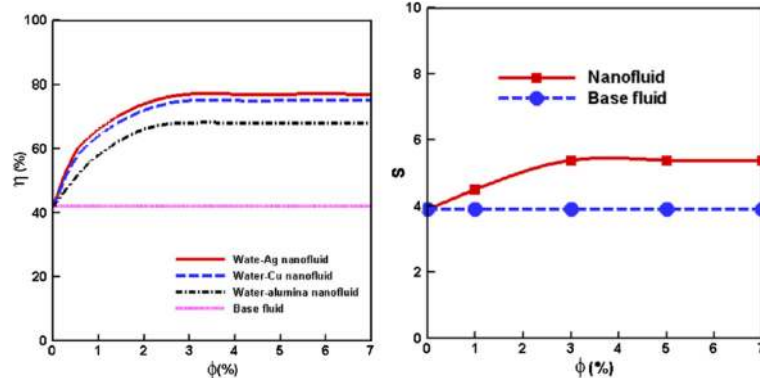 100
80
60
40
20
0
η (%)
Wate-Ag nanofluid
Water-Cu nanofluid
Water-alumina nanofluid
Base fluid
0 1 2 3 4 5 6 7
ϕ(%)
10
8
6
4
2
0
S
Nanofluid
Base fluid
0 1 2 3 4 5 6 7
ϕ (%)